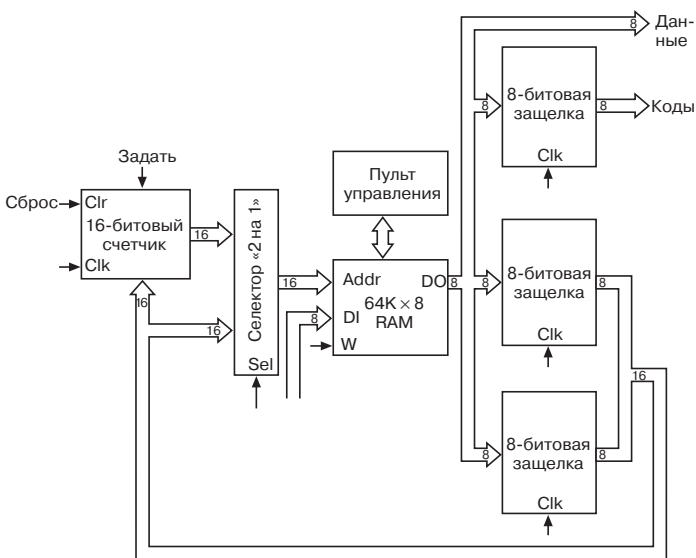 8
Дан-
ные
8-битовая
защелка
8
8
Коды
Clk
Задать
Сброс
Clr
16-битовый
счетчик
Clk
16
16
16
Селектор «2 на 1»
Sel
16
Пульт
управления
Addr
DO
64K × 8
RAM
DI
8
W
8
8
8-битовая
защелка
8
Clk
16
8
8-битовая
защелка
8
Clk